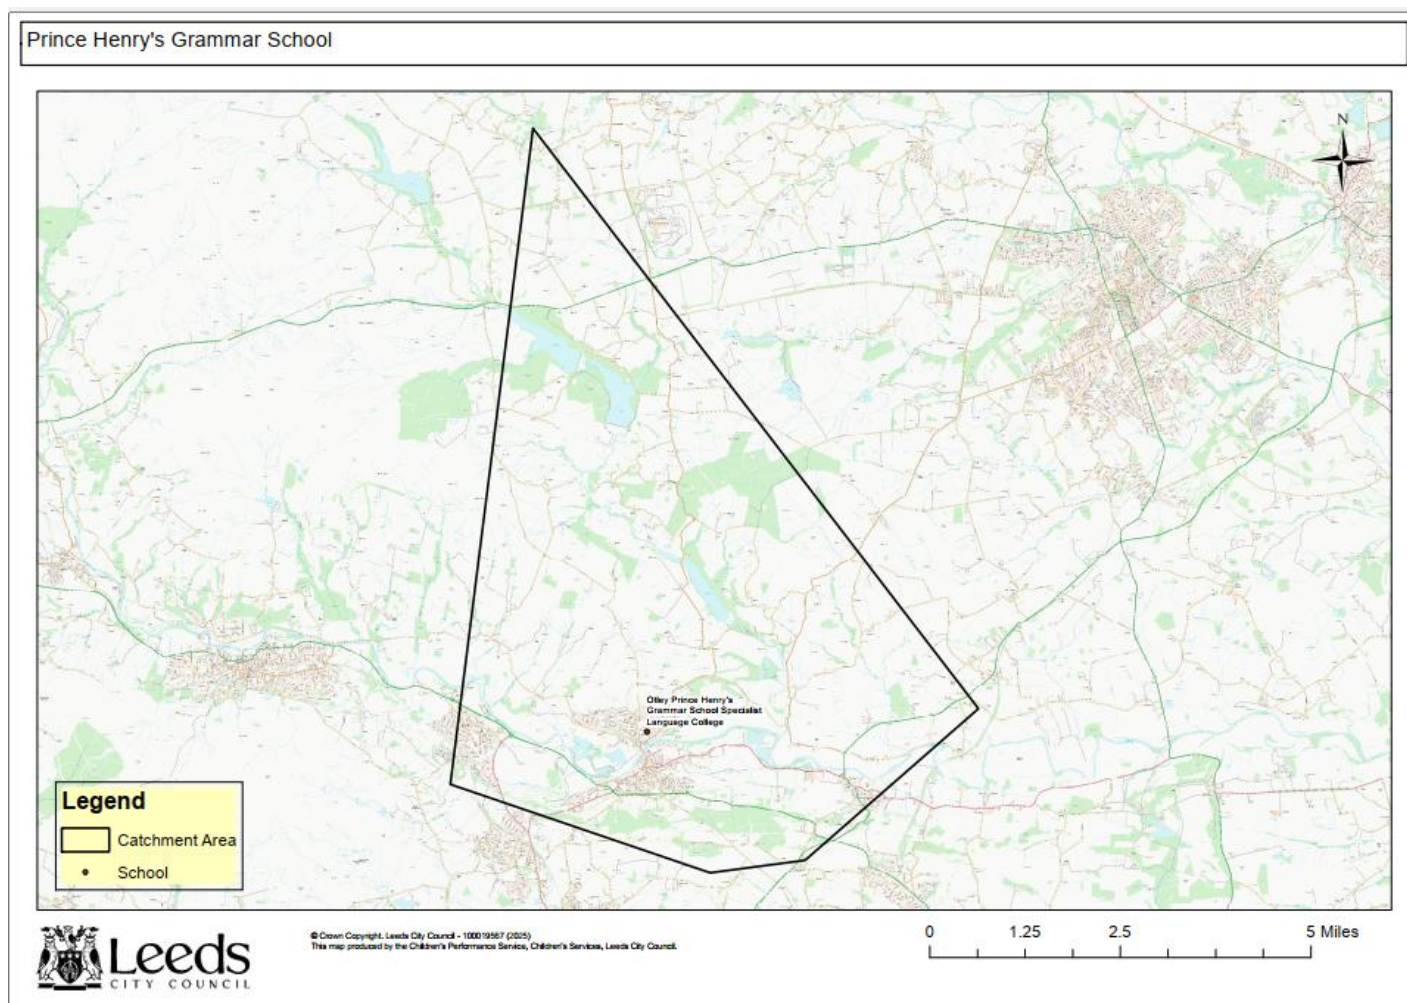 Prince Henry's Grammar School
N
Otley Prince Henry's
Grammar School Specialist
Language College
Legend
Catchment Area
School
Leeds
CITY COUNCIL
© Crown Copyright. Leeds City Council - 100019567 (2025)
This map produced by the Children's Performance Service, Children's Services, Leeds City Council.
0 1.25 2.5 5 Miles